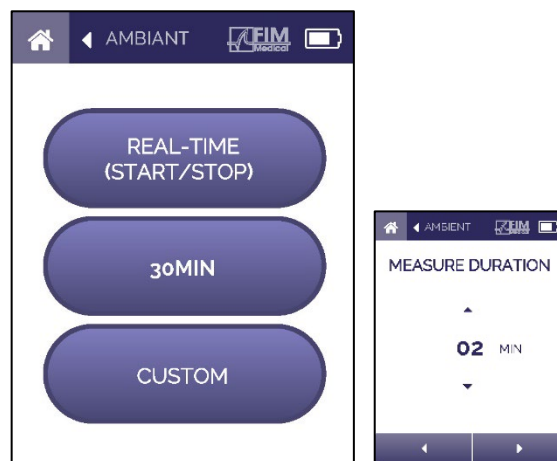 AMBIANT
FIM
Medical
REAL-TIME
(START/STOP)
30MIN
CUSTOM
AMBIENT
FIM
MEASURE DURATION
02 MIN